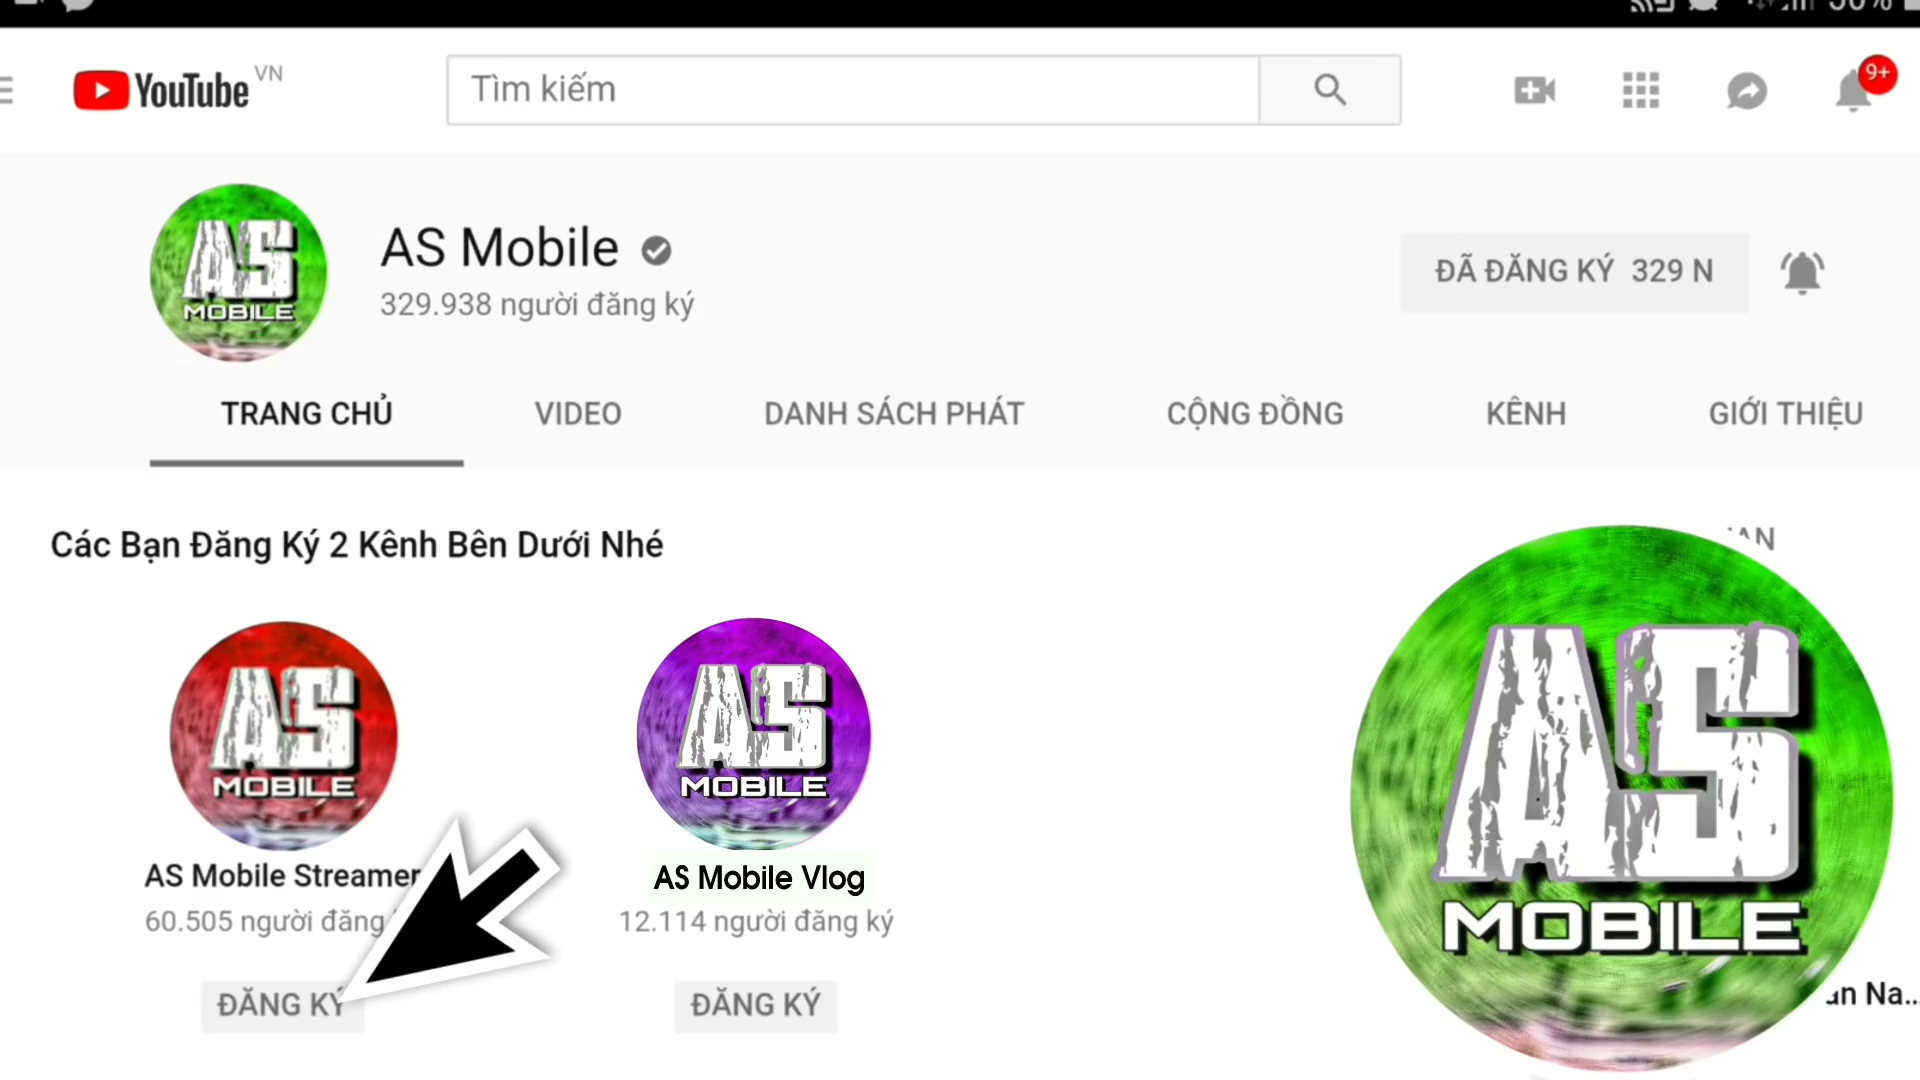 YouTube VN
Tìm kiếm
9+
AS
MOBILE
AS Mobile
329.938 người đăng ký
ĐÃ ĐĂNG KÝ 329 N
TRANG CHỦ
VIDEO
DANH SÁCH PHÁT
CỘNG ĐỒNG
KÊNH
GIỚI THIỆU
Các Bạn Đăng Ký 2 Kênh Bên Dưới Nhé
AS
MOBILE
AS Mobile Streamer
60.505 người đăng
ĐĂNG KÝ
AS
MOBILE
AS Mobile Vlog
12.114 người đăng ký
ĐĂNG KÝ
AS
MOBILE